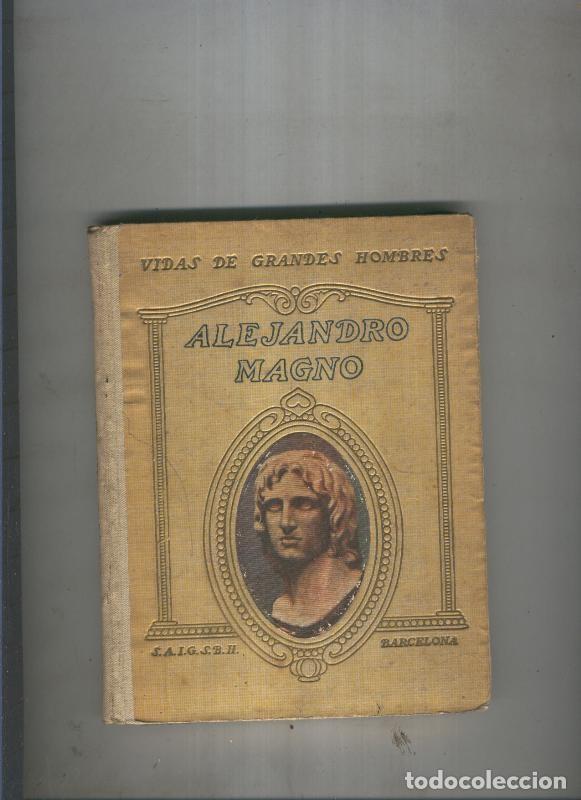 VIDAS DE GRANDES HOMBRES
ALEJANDRO
MAGNO
S.A.I.G.S.B.H. BARCELONA
todocoleccion